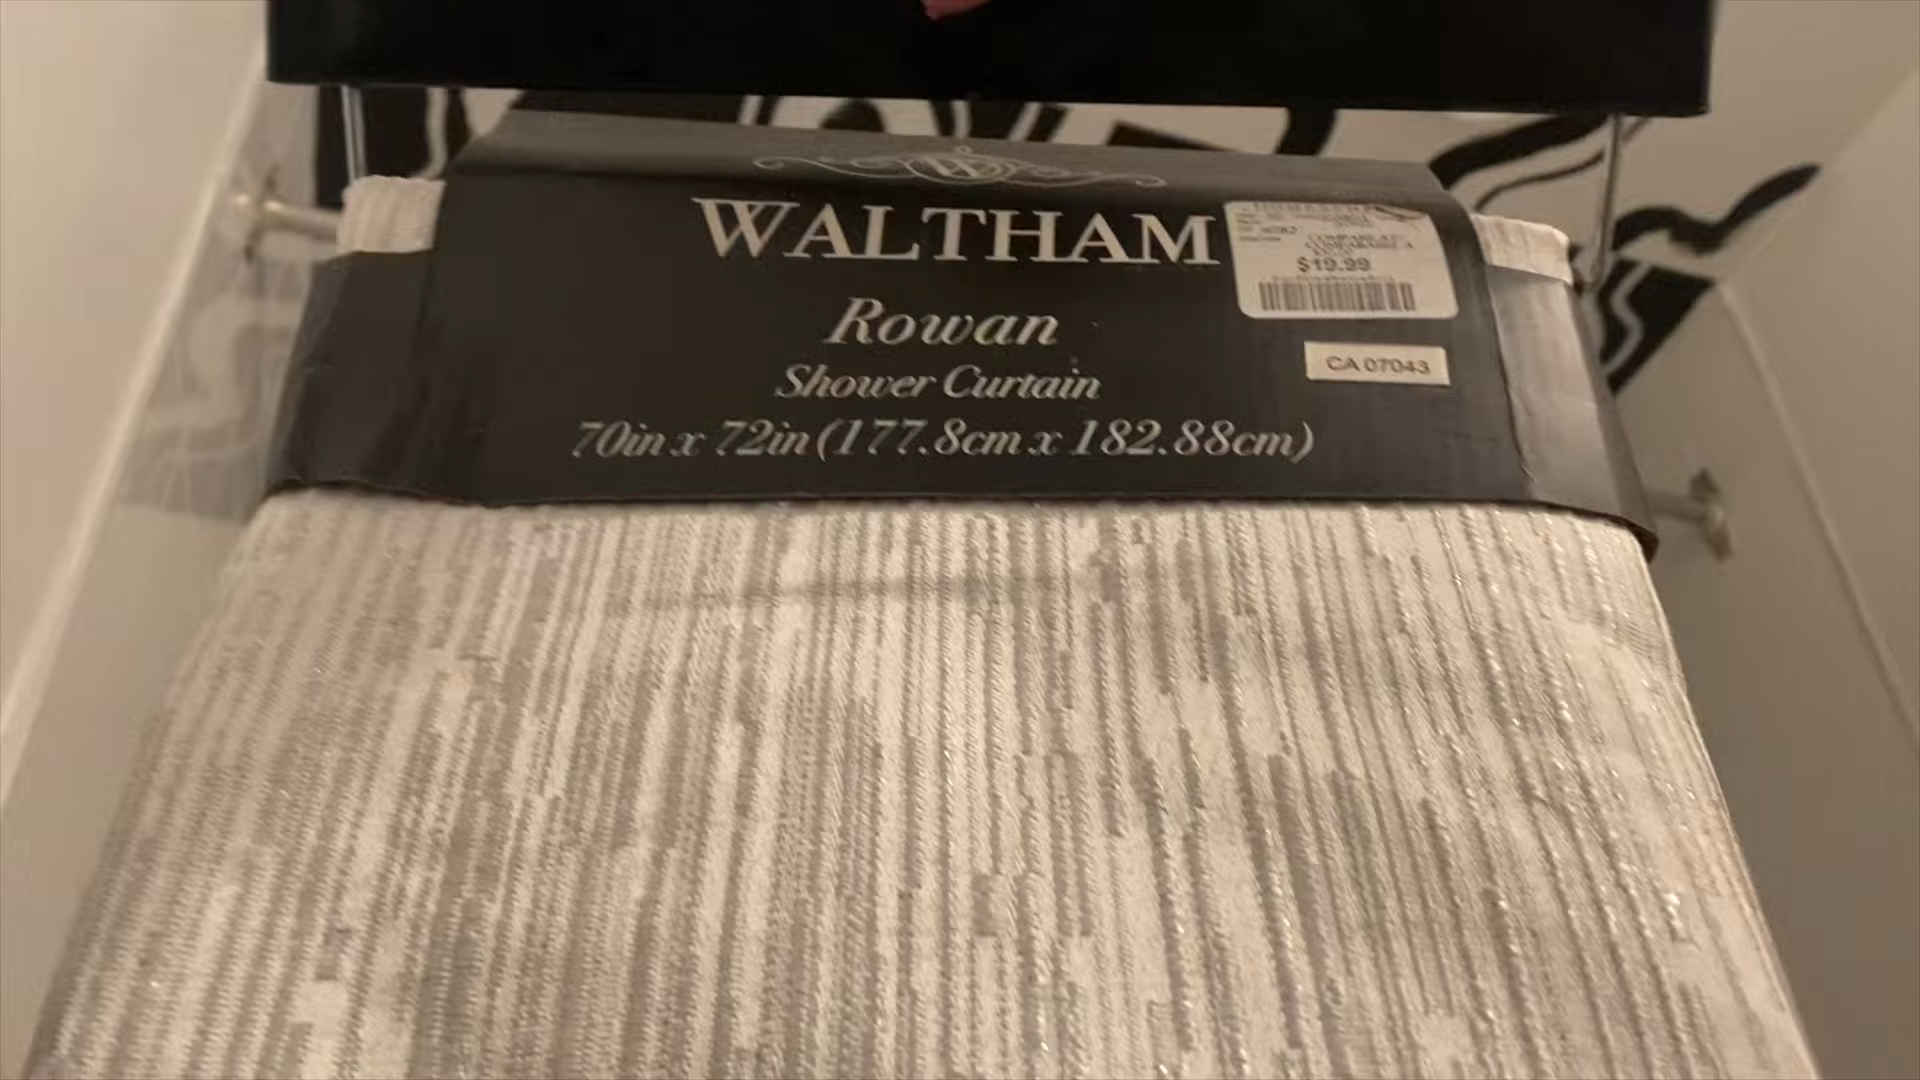 W
WALTHAM
Rowan
Shower Curtain
70in x 72in (177.8cm x 182.88cm)
$19.99
CA 07043